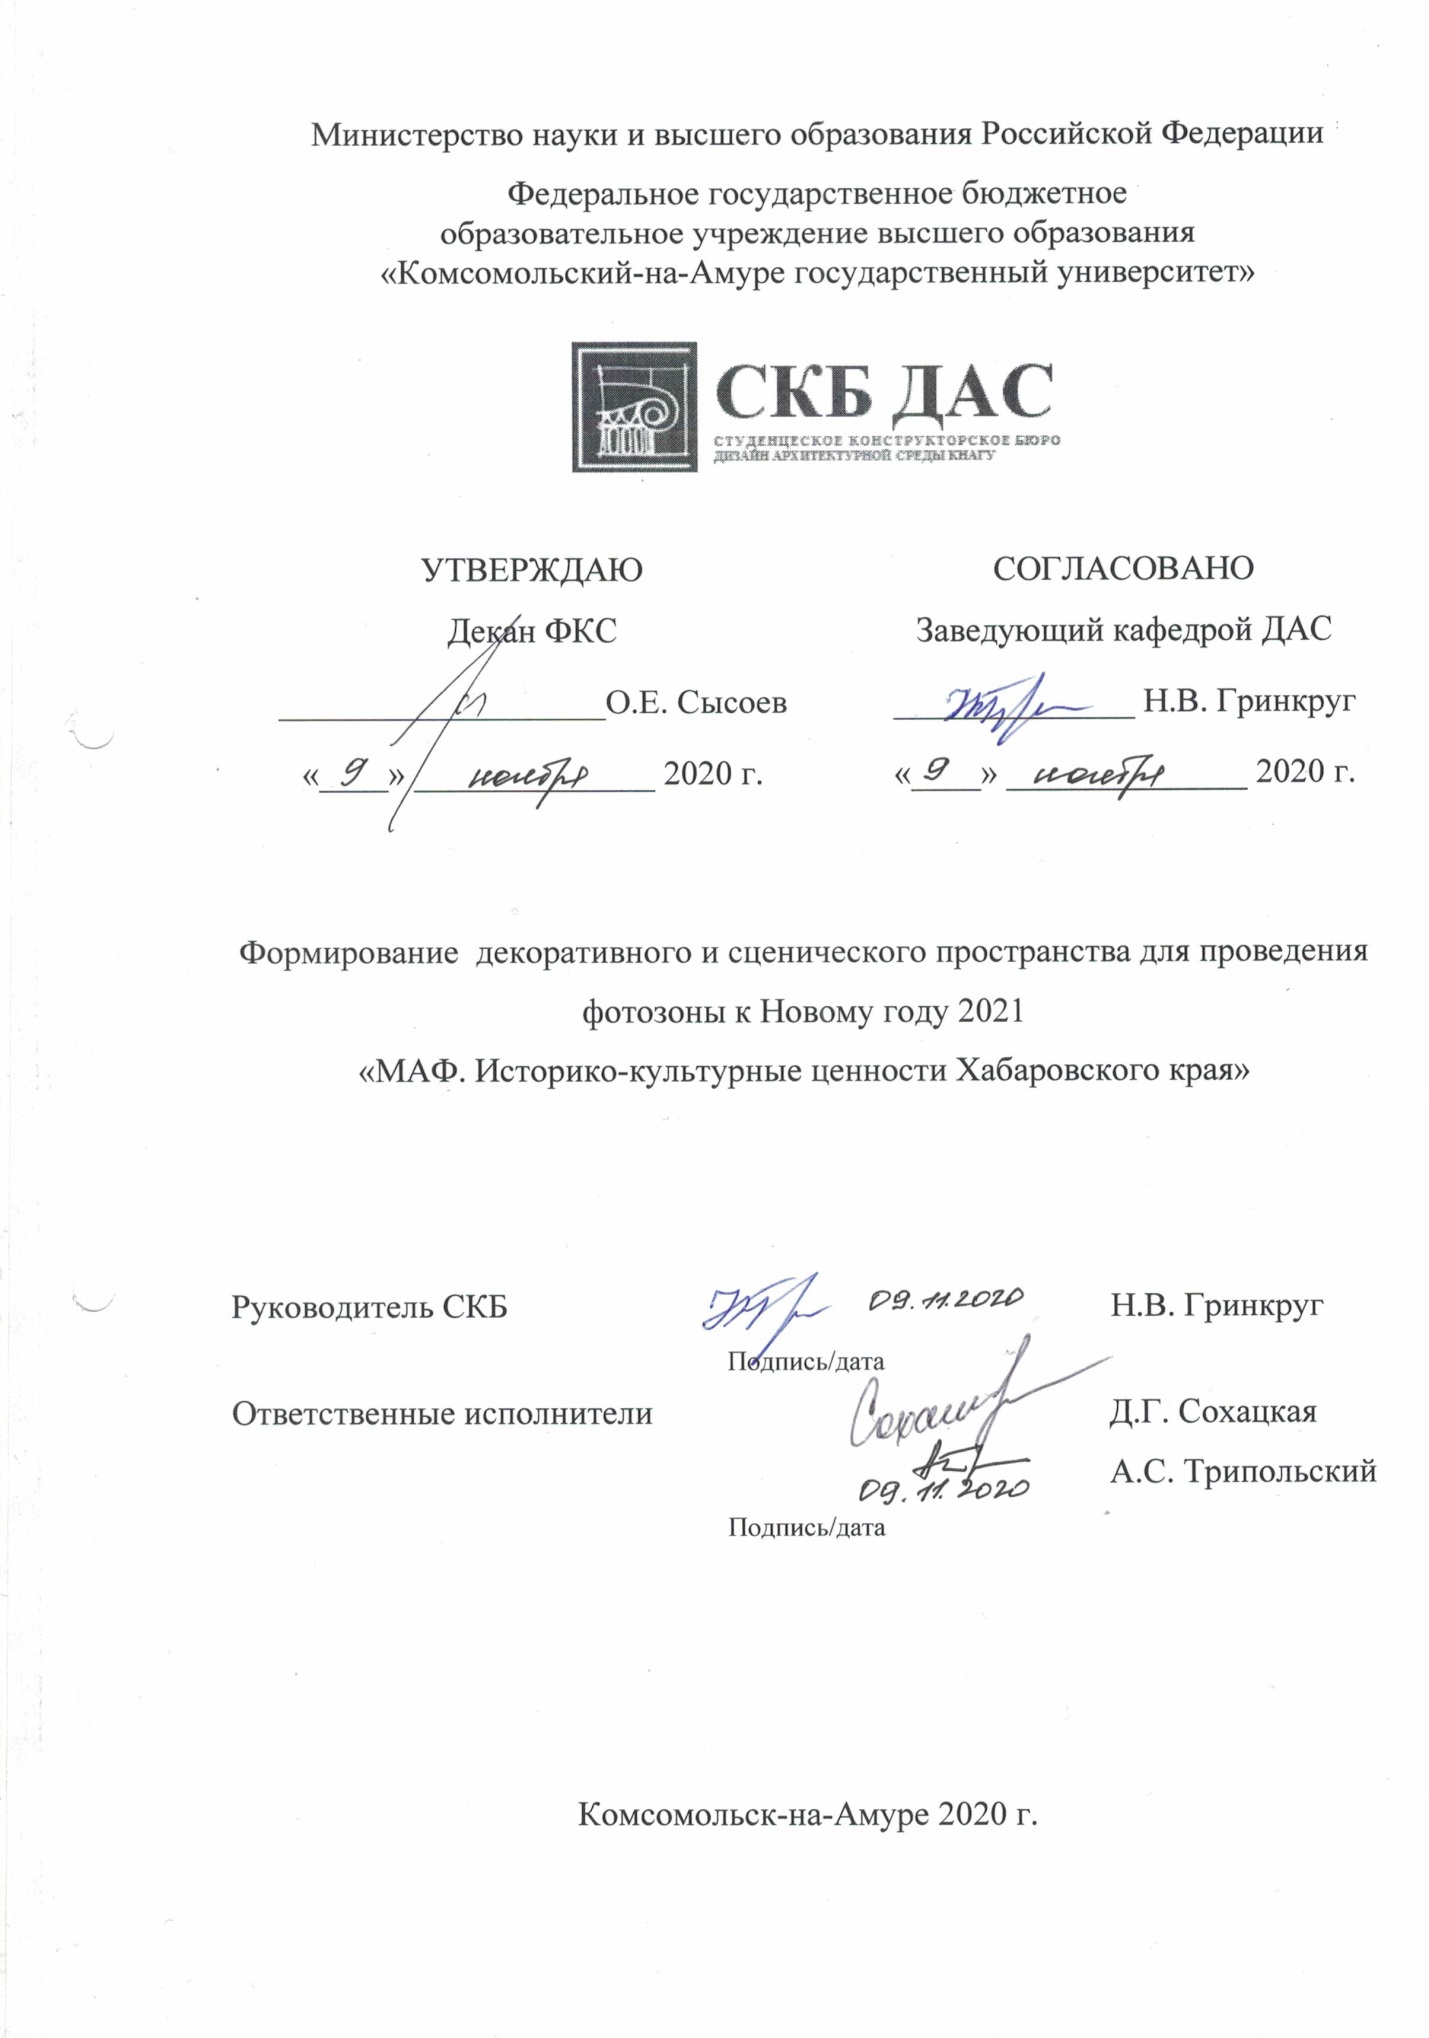 Министерство науки и высшего образования Российской Федерации
Федеральное государственное бюджетное
образовательное учреждение высшего образования
«Комсомольский-на-Амуре государственный университет»
СКБ ДАС
СТУДЕНЦЕСКОЕ КОНСТРУКТОРСКОЕ БЮРО
ДИЗАЙН АРХИТЕКТУРНОЙ СРЕДЫ КНАГУ
УТВЕРЖДАЮ
Декан ФКС
О.Е. Сысоев
«9» ноября 2020 г.
СОГЛАСОВАНО
Заведующий кафедрой ДАС
Н.В. Гринкруг
«9» ноября 2020 г.
Формирование декоративного и сценического пространства для проведения
фотозоны к Новому году 2021
«МАФ. Историко-культурные ценности Хабаровского края»
Руководитель СКБ 09.11.2020 Н.В. Гринкруг
Подпись/дата
Ответственные исполнители Д.Г. Сохацкая
09.11.2020 А.С. Трипольский
Подпись/дата
Комсомольск-на-Амуре 2020 г.